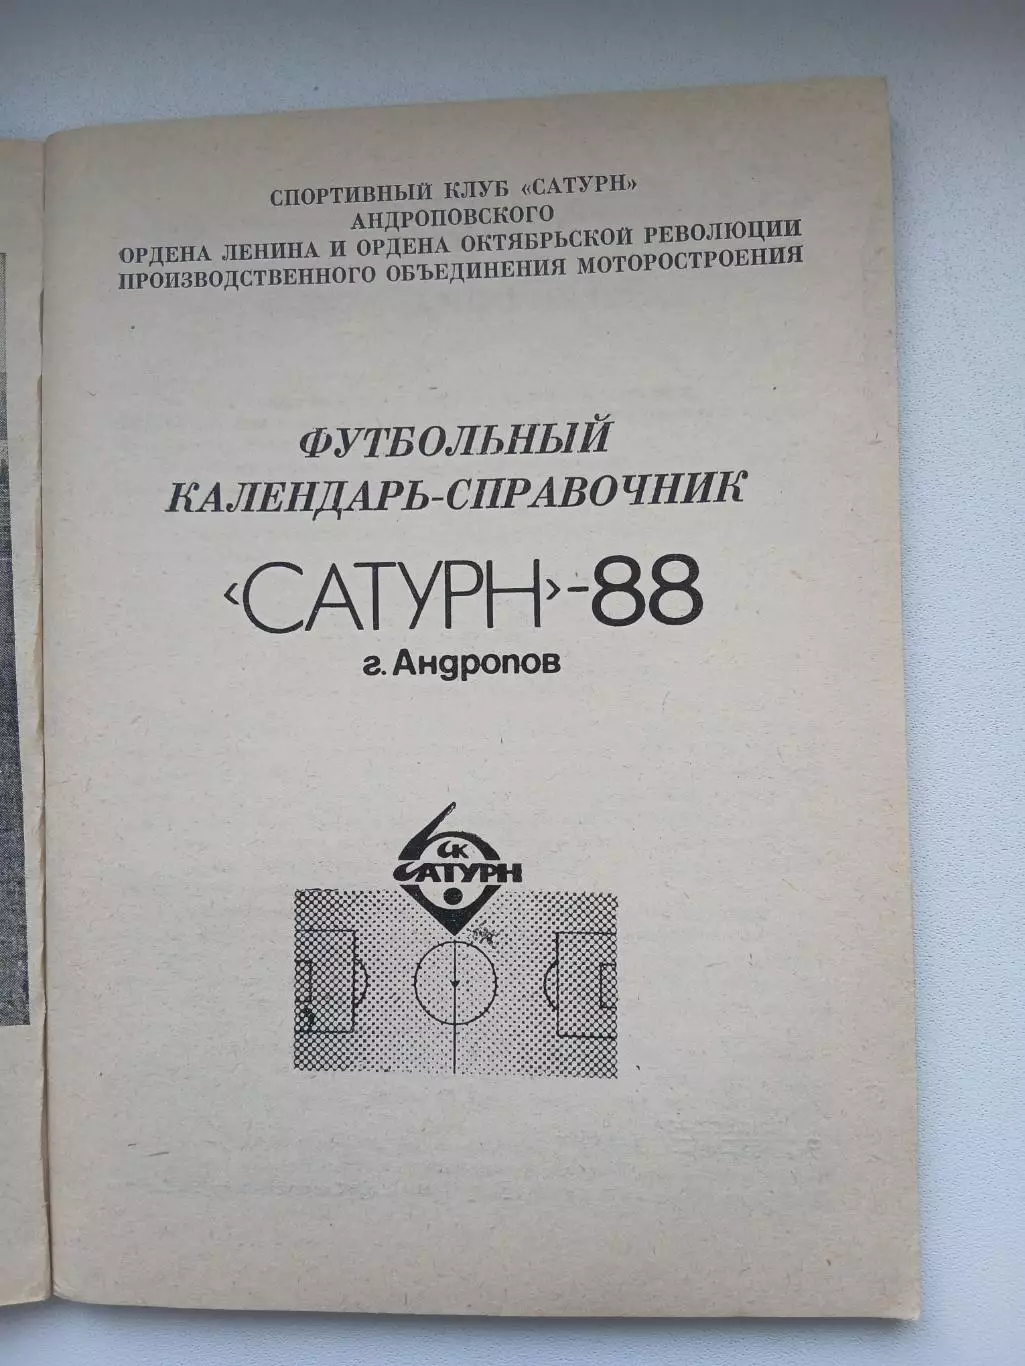 СПОРТИВНЫЙ КЛУБ «САТУРН»
АНДРОПОВСКОГО
ОРДЕНА ЛЕНИНА И ОРДЕНА ОКТЯБРЬСКОЙ РЕВОЛЮЦИИ
ПРОИЗВОДСТВЕННОГО ОБЪЕДИНЕНИЯ МОТОРОСТРОЕНИЯ
ФУТБОЛЬНЫЙ
КАЛЕНДАРЬ-СПРАВОЧНИК
‹САТУРН›-88
г. Андропов
СК
САТУРН